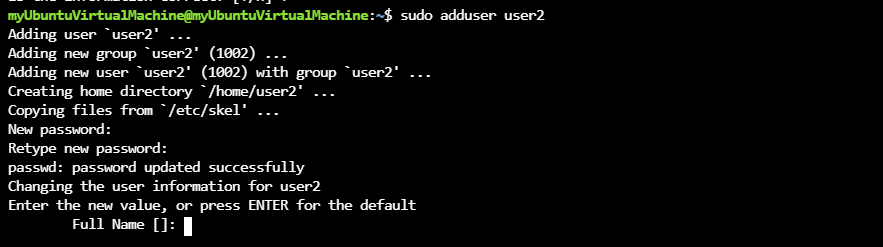 myUbuntuVirtualMachine@myUbuntuVirtualMachine:~$ sudo adduser user2
Adding user `user2' ...
Adding new group `user2' (1002) ...
Adding new user `user2' (1002) with group `user2' ...
Creating home directory `/home/user2' ...
Copying files from `/etc/skel' ...
New password:
Retype new password:
passwd: password updated successfully
Changing the user information for user2
Enter the new value, or press ENTER for the default
Full Name []: